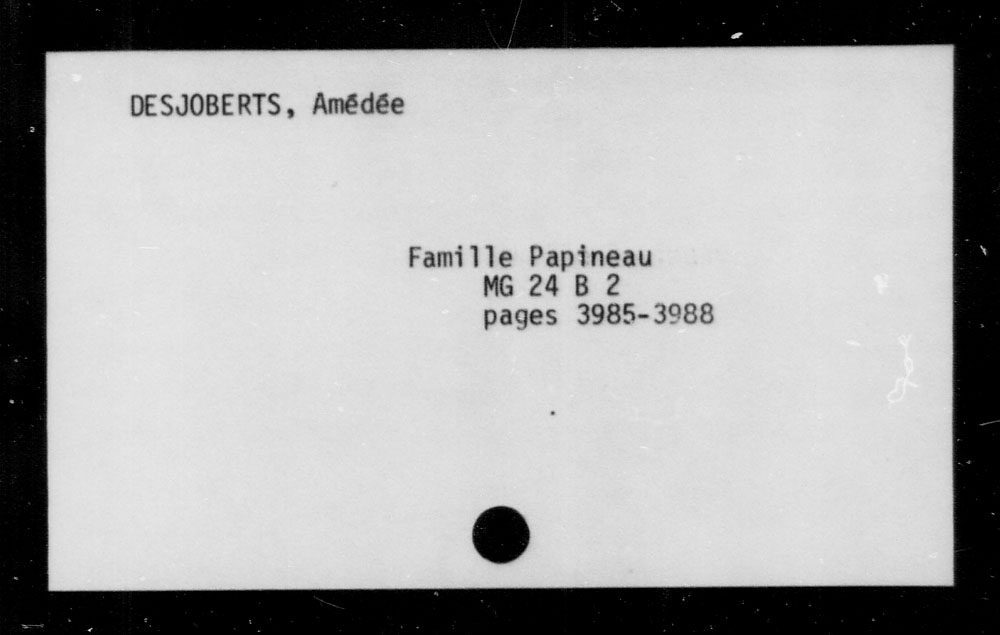 DESJOBERTS, Amédée
Famille Papineau
MG 24 B 2
pages 3985-3988